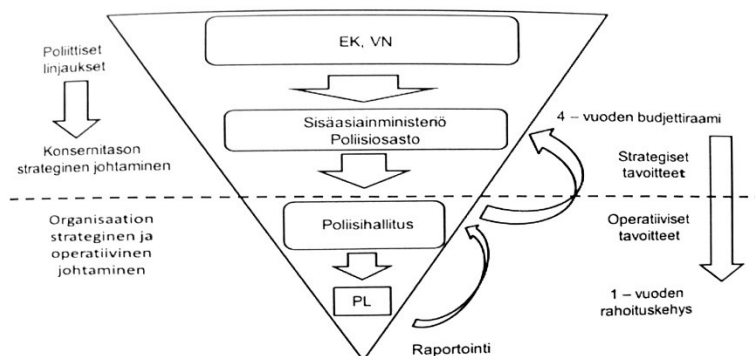 EK, VN
Poliittiset
linjaukset
Sisäasiainministeriö
Poliisiosasto
4 – vuoden budjettiraami
Konsernitason
strateginen johtaminen
Strategiset
tavoitteet
Organisaation
strateginen ja
operatiivinen
johtaminen
Poliisihallitus
Operatiiviset
tavoitteet
PL
1 – vuoden
rahoituskehys
Raportointi